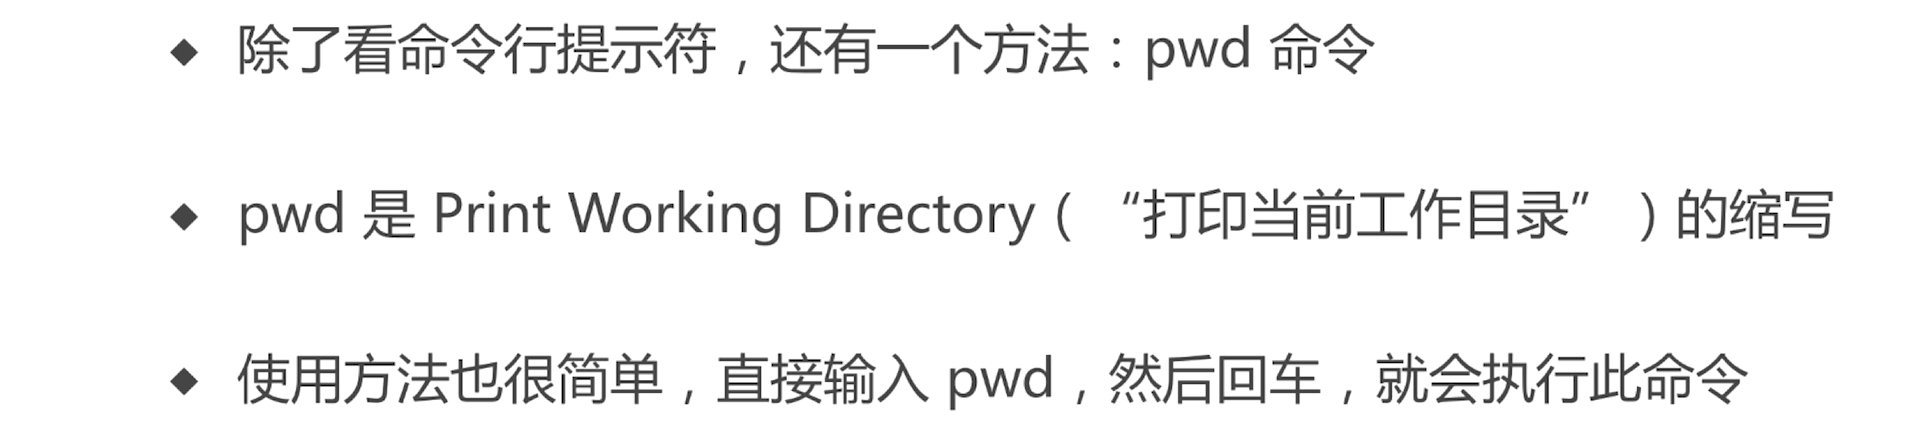 ◆ 除了看命令行提示符，还有一个方法：pwd 命令
◆ pwd 是 Print Working Directory（ “打印当前工作目录” ）的缩写
◆ 使用方法也很简单，直接输入 pwd，然后回车，就会执行此命令